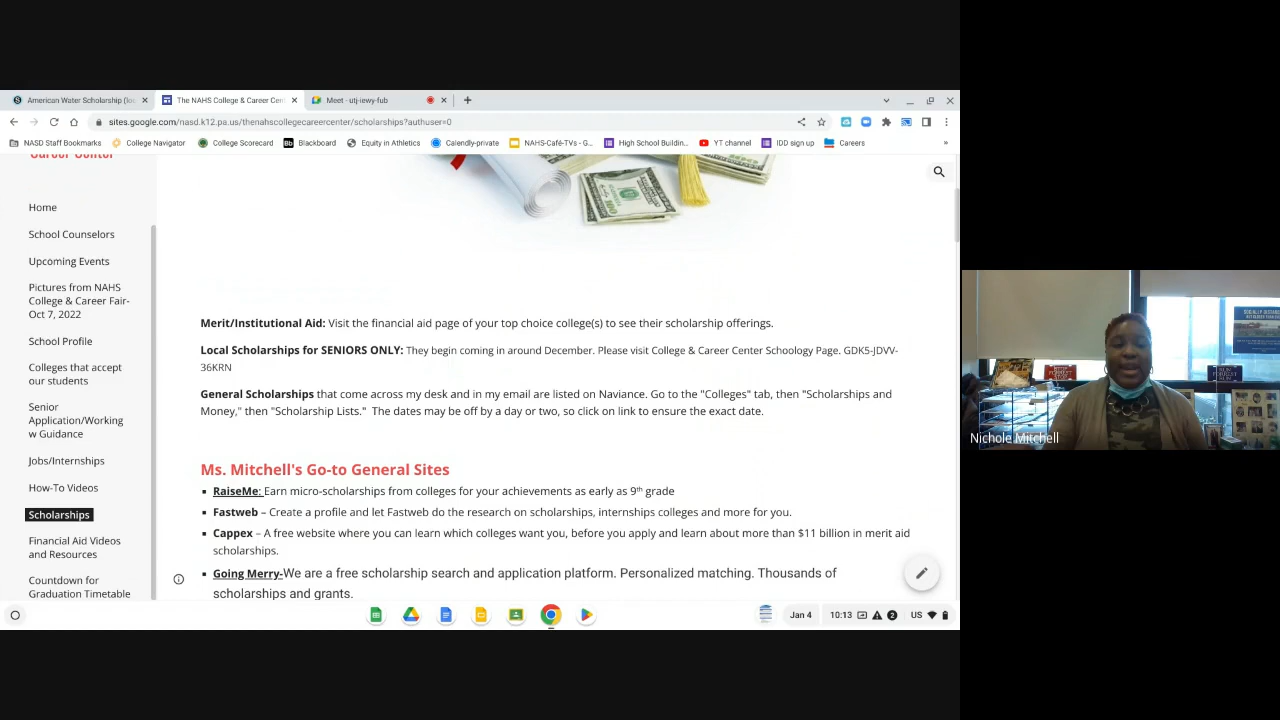 American Water Scholarship (loc
The NAHS College & Career Cen
Meet - utj-iewy-fub
sites.google.com/nasd.k12.pa.us/thenahscollegecareercenter/scholarships?authuser=0
NASD Staff Bookmarks
College Navigator
College Scorecard
Bb Blackboard
Equity in Athletics
Calendly-private
NAHS-Café-TVs - G...
High School Buildin...
YT channel
IDD sign up
Careers
»
Career Center
Home
School Counselors
Upcoming Events
Pictures from NAHS
College & Career Fair-
Oct 7, 2022
School Profile
Colleges that accept
our students
Senior
Application/Working
w Guidance
Jobs/Internships
How-To Videos
Scholarships
Financial Aid Videos
and Resources
Countdown for
Graduation Timetable
Merit/Institutional Aid: Visit the financial aid page of your top choice college(s) to see their scholarship offerings.
Local Scholarships for SENIORS ONLY: They begin coming in around December. Please visit College & Career Center Schoology Page. GDK5-JDVV-
36KRN
General Scholarships that come across my desk and in my email are listed on Naviance. Go to the "Colleges" tab, then "Scholarships and
Money," then "Scholarship Lists." The dates may be off by a day or two, so click on link to ensure the exact date.
Ms. Mitchell's Go-to General Sites
▪ RaiseMe: Earn micro-scholarships from colleges for your achievements as early as 9th grade
▪ Fastweb – Create a profile and let Fastweb do the research on scholarships, internships colleges and more for you.
▪ Cappex – A free website where you can learn which colleges want you, before you apply and learn about more than $11 billion in merit aid
scholarships.
▪ Going Merry-We are a free scholarship search and application platform. Personalized matching. Thousands of
scholarships and grants.
Jan 4
10:13
2
US
Nichole Mitchell